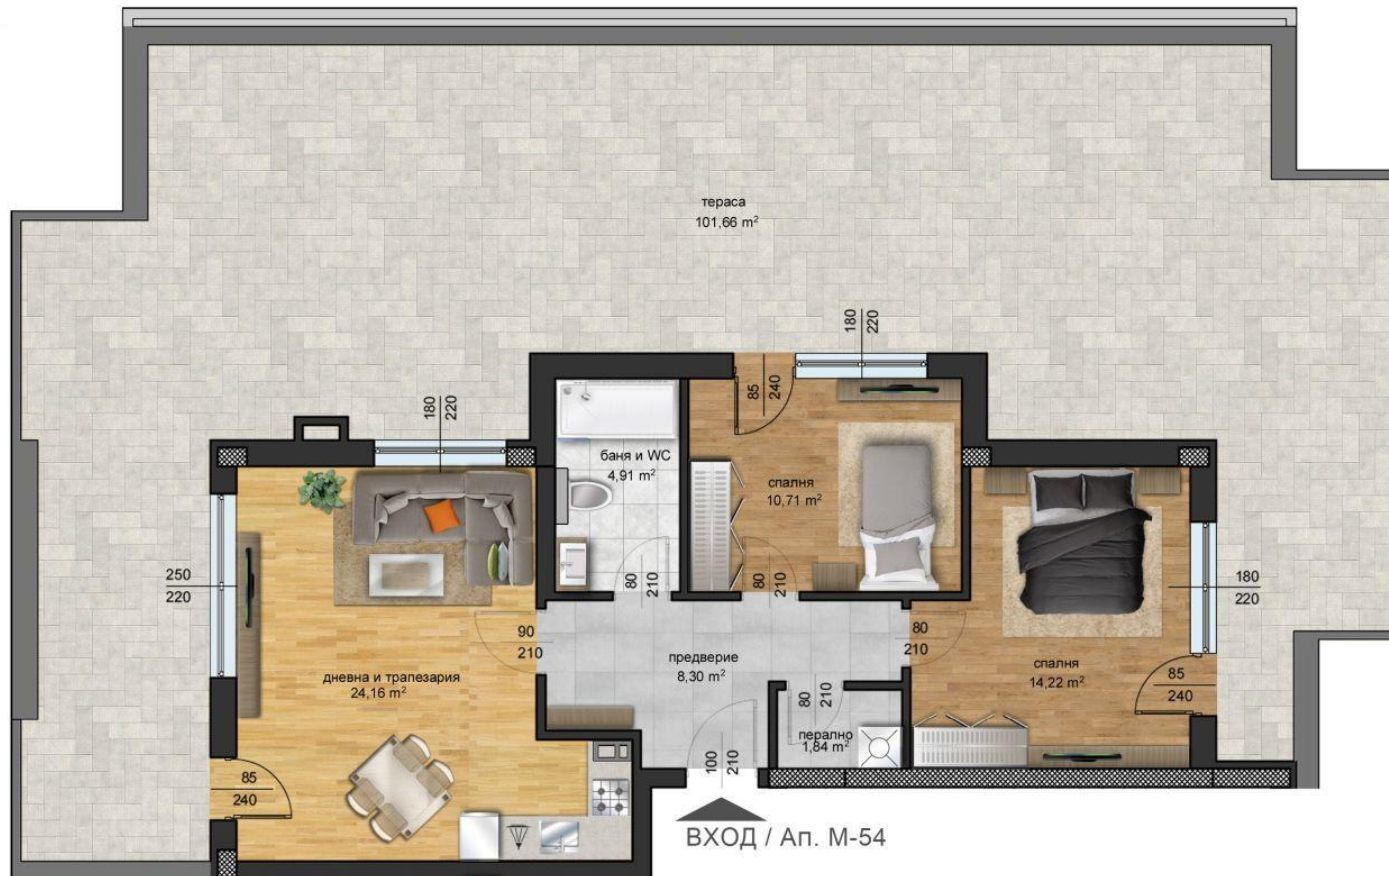 тераса
101,66 m²
180
220
85
240
180
220
баня и WC
4,91 m²
спалня
10,71 m²
250
220
80
210
80
210
180
220
90
210
80
210
предверие
8,30 m²
спалня
14,22 m²
дневна и трапезария
24,16 m²
85
240
80
210
перално
1,84 m²
85
240
100
210
ВХОД / Ап. М-54